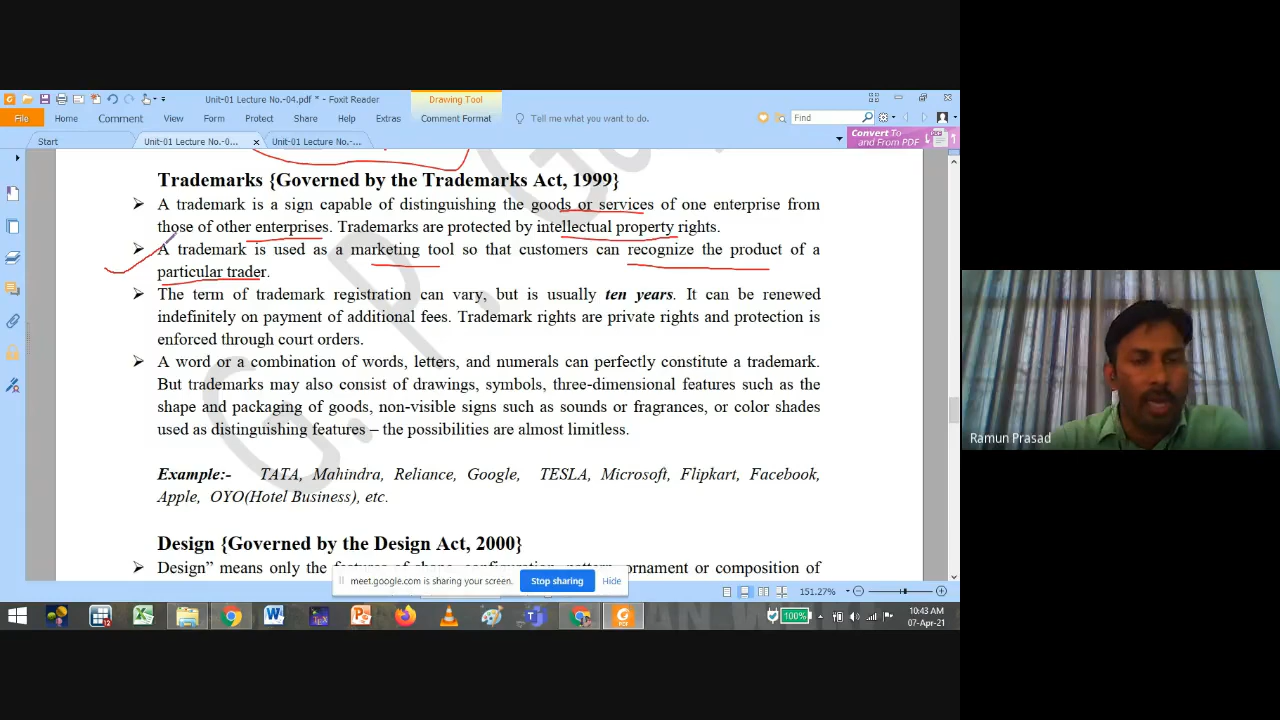 Unit-01 Lecture No.-04.pdf * - Foxit Reader
Drawing Tool
File Home Comment View Form Protect Share Help Extras Comment Format Tell me what you want to do. Find
Start Unit-01 Lecture No.-0... Unit-01 Lecture No.-... Convert To
and From PDF
Trademarks {Governed by the Trademarks Act, 1999}
➢ A trademark is a sign capable of distinguishing the goods or services of one enterprise from
those of other enterprises. Trademarks are protected by intellectual property rights.
➢ A trademark is used as a marketing tool so that customers can recognize the product of a
particular trader.
➢ The term of trademark registration can vary, but is usually ten years. It can be renewed
indefinitely on payment of additional fees. Trademark rights are private rights and protection is
enforced through court orders.
➢ A word or a combination of words, letters, and numerals can perfectly constitute a trademark.
But trademarks may also consist of drawings, symbols, three-dimensional features such as the
shape and packaging of goods, non-visible signs such as sounds or fragrances, or color shades
used as distinguishing features – the possibilities are almost limitless.
Example:- TATA, Mahindra, Reliance, Google, TESLA, Microsoft, Flipkart, Facebook,
Apple, OYO(Hotel Business), etc.
Design {Governed by the Design Act, 2000}
➢ Design” means only the features of shape, configuration, pattern, ornament or composition of
meet.google.com is sharing your screen. Stop sharing Hide
151.27%
100%
10:43 AM
07-Apr-21
Ramun Prasad